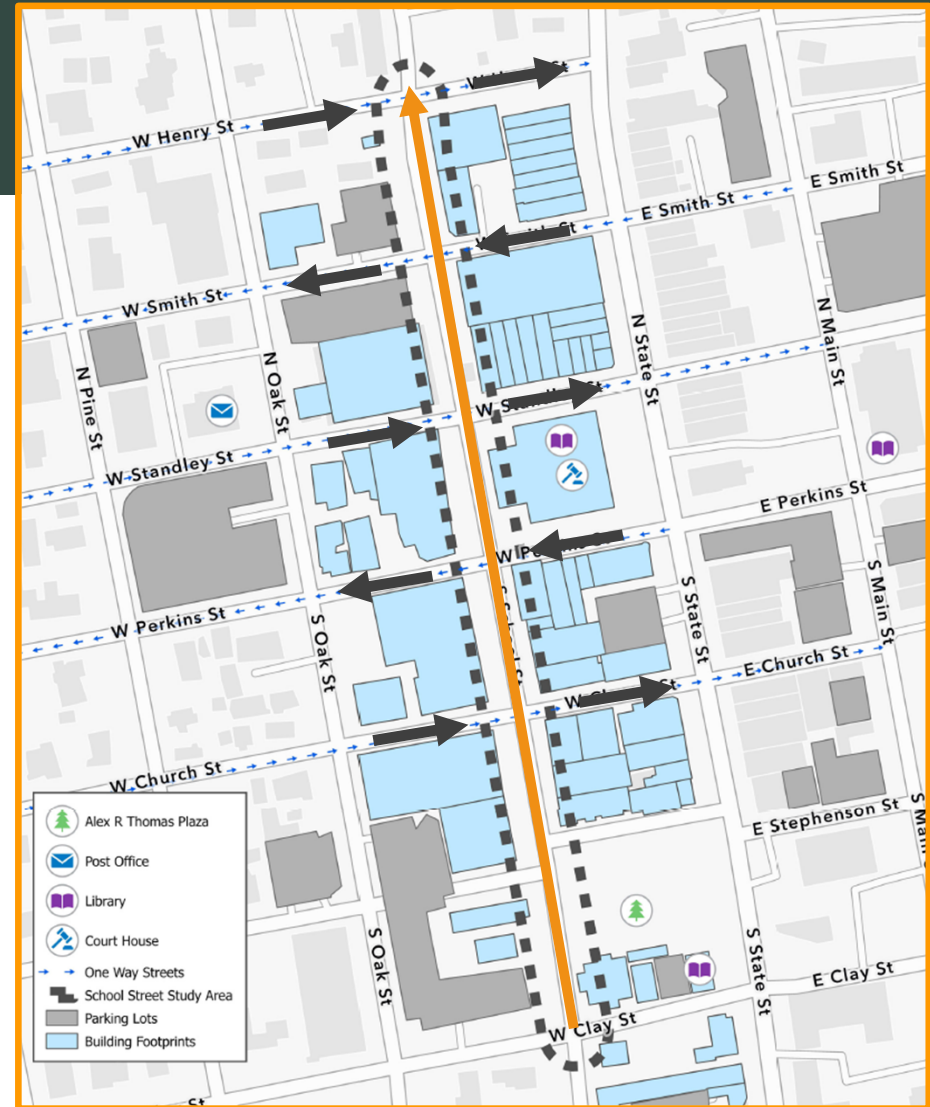 W Henry St
E Smith St
E Smith St
W Smith St
N Pine St
N Oak St
N State St
N Main St
W Standley St
E Perkins St
W Perkins St
S Oak St
S State St
S Main St
E Church St
W Church St
E Stephenson St
S Oak St
S State St
E Clay St
W Clay St
St
Alex R Thomas Plaza
Post Office
Library
Court House
One Way Streets
School Street Study Area
Parking Lots
Building Footprints